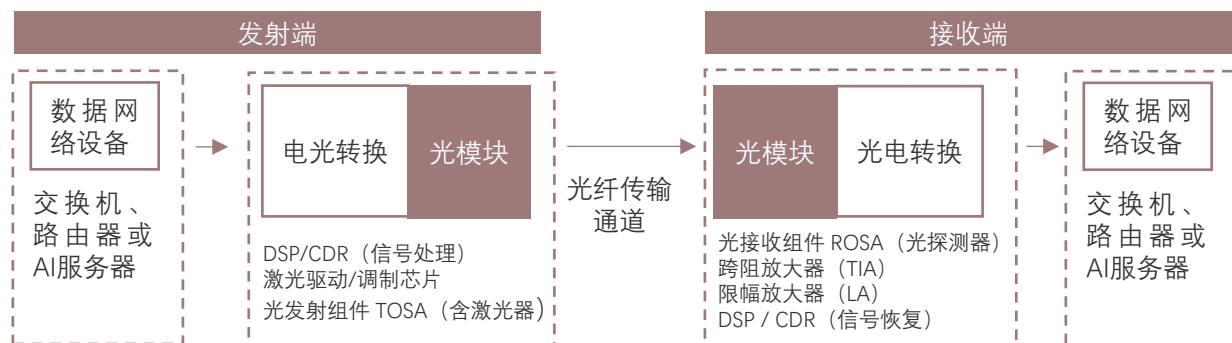 发射端
接收端
数据网
络设备
交换机、
路由器或
AI服务器
电光转换
光模块
DSP/CDR（信号处理）
激光驱动/调制芯片
光发射组件 TOSA（含激光器）
光纤传输
通道
光模块
光电转换
光接收组件 ROSA（光探测器）
跨阻放大器（TIA）
限幅放大器（LA）
DSP / CDR（信号恢复）
数据网
络设备
交换机、
路由器或
AI服务器